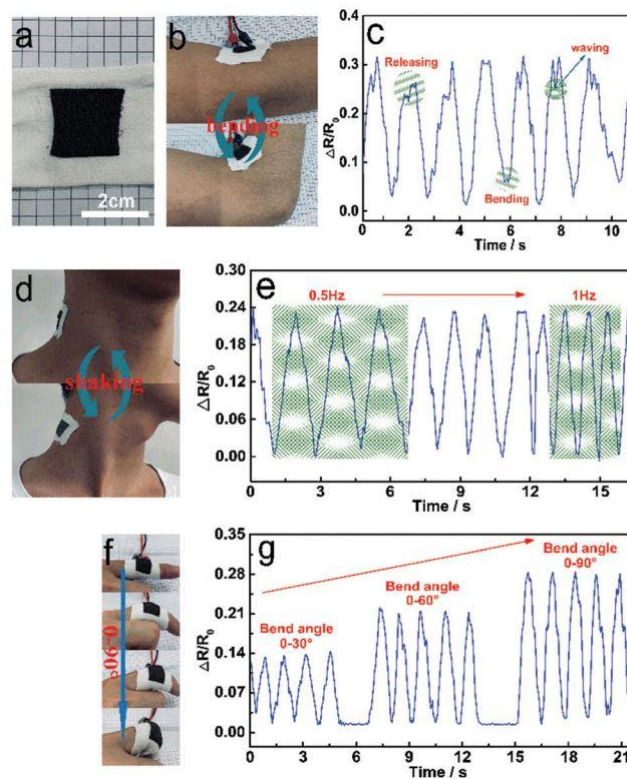 a
2cm
b
bending
c
0.4
0.3
0.2
0.1
0.0
ΔR/R₀
Releasing
waving
Bending
0 2 4 6 8 10
Time / s
d
shaking
e
0.30
0.24
0.18
0.12
0.06
0.00
ΔR/R₀
0.5Hz
1Hz
0 3 6 9 12 15
Time / s
f
0-90°
g
0.35
0.28
0.21
0.14
0.07
0.00
ΔR/R₀
Bend angle
0-30°
Bend angle
0-60°
Bend angle
0-90°
0 3 6 9 12 15 18 21
Time / s